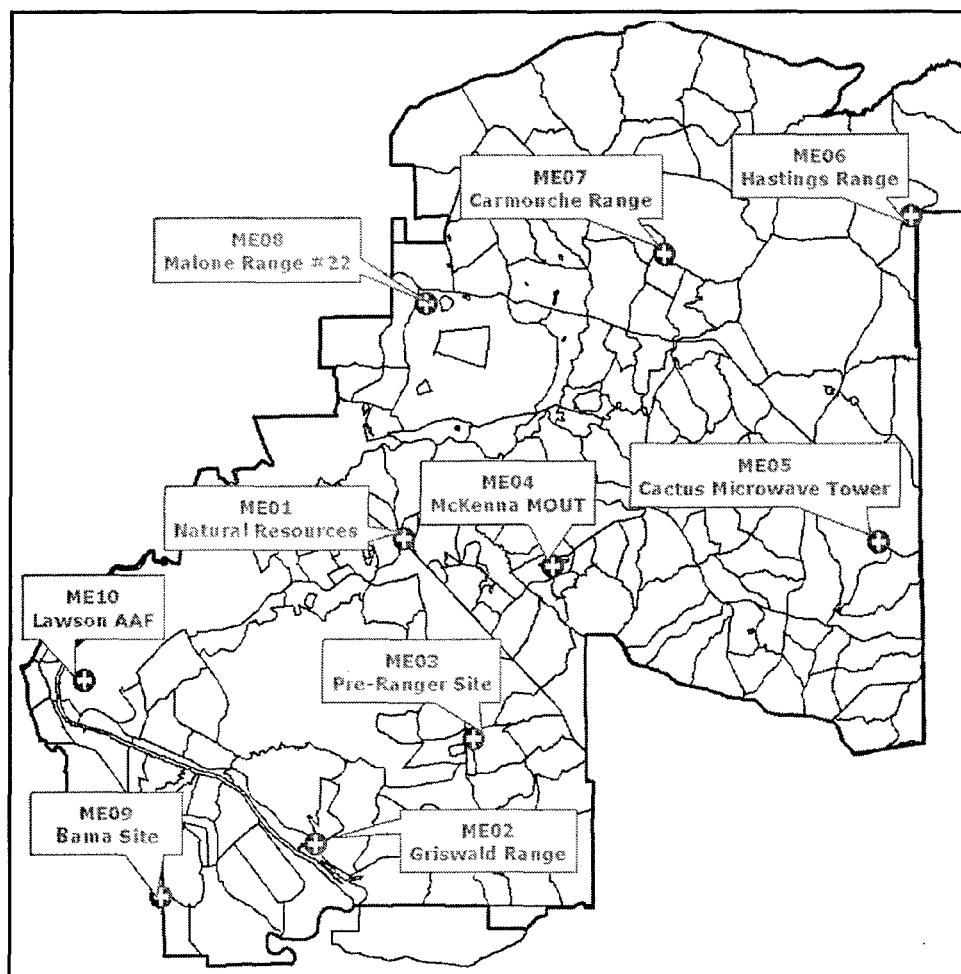 ME06
Hastings Range
ME07
Carmouche Range
ME08
Malone Range #22
ME05
Cactus Microwave Tower
ME04
McKenna MOUT
ME01
Natural Resources
ME10
Lawson AAF
ME03
Pre-Ranger Site
ME09
Bama Site
ME02
Griswald Range